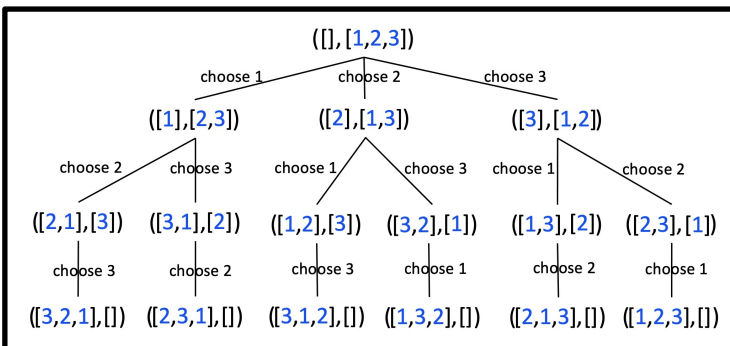 ([], [1,2,3])
choose 1 choose 2 choose 3
([1],[2,3]) ([2],[1,3]) ([3],[1,2])
choose 2 choose 3 choose 1 choose 3 choose 1 choose 2
([2,1],[3]) ([3,1],[2]) ([1,2],[3]) ([3,2],[1]) ([1,3],[2]) ([2,3],[1])
choose 3 choose 2 choose 3 choose 1 choose 2 choose 1
([3,2,1],[]) ([2,3,1],[]) ([3,1,2],[]) ([1,3,2],[]) ([2,1,3],[]) ([1,2,3],[])